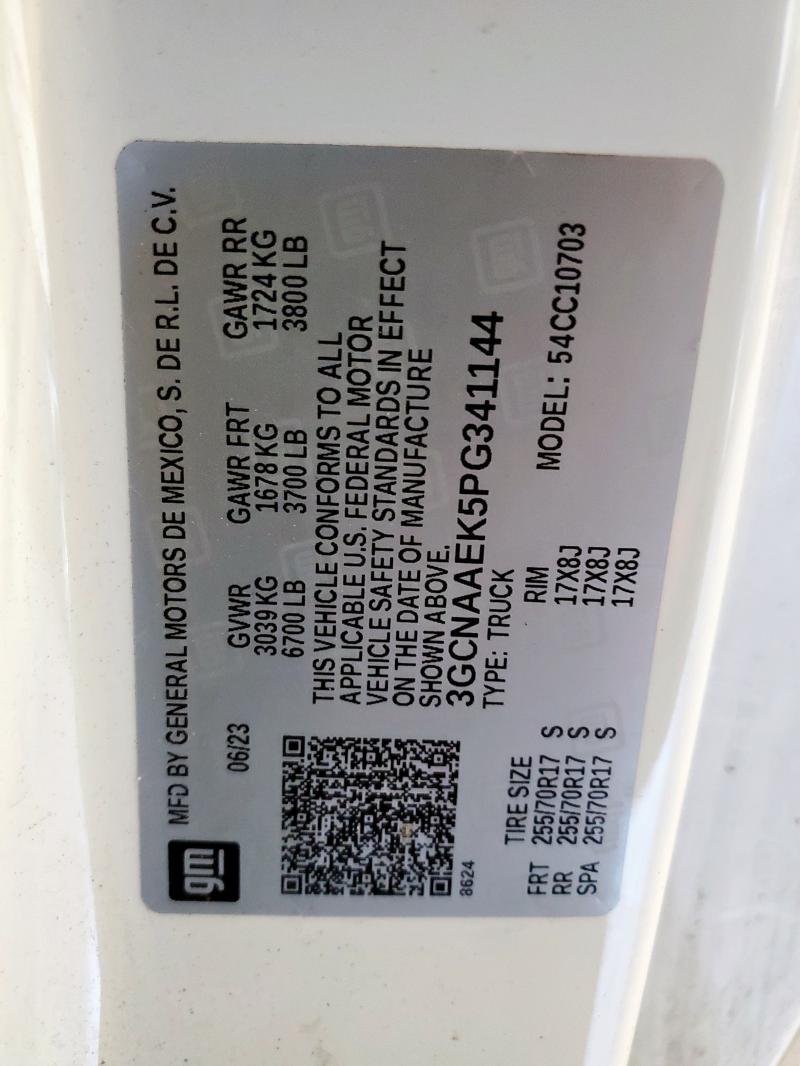 gm
MFD BY GENERAL MOTORS DE MEXICO, S. DE R.L. DE C.V.
06/23
GVWR GAWR FRT GAWR RR
3039 KG 1678 KG 1724 KG
6700 LB 3700 LB 3800 LB
THIS VEHICLE CONFORMS TO ALL
APPLICABLE U.S. FEDERAL MOTOR
VEHICLE SAFETY STANDARDS IN EFFECT
ON THE DATE OF MANUFACTURE
SHOWN ABOVE.
3GCNAAEK5PG341144
TYPE: TRUCK
8624
MODEL: 54CC10703
TIRE SIZE RIM
FRT 255/70R17 S 17X8J
RR 255/70R17 S 17X8J
SPA 255/70R17 S 17X8J